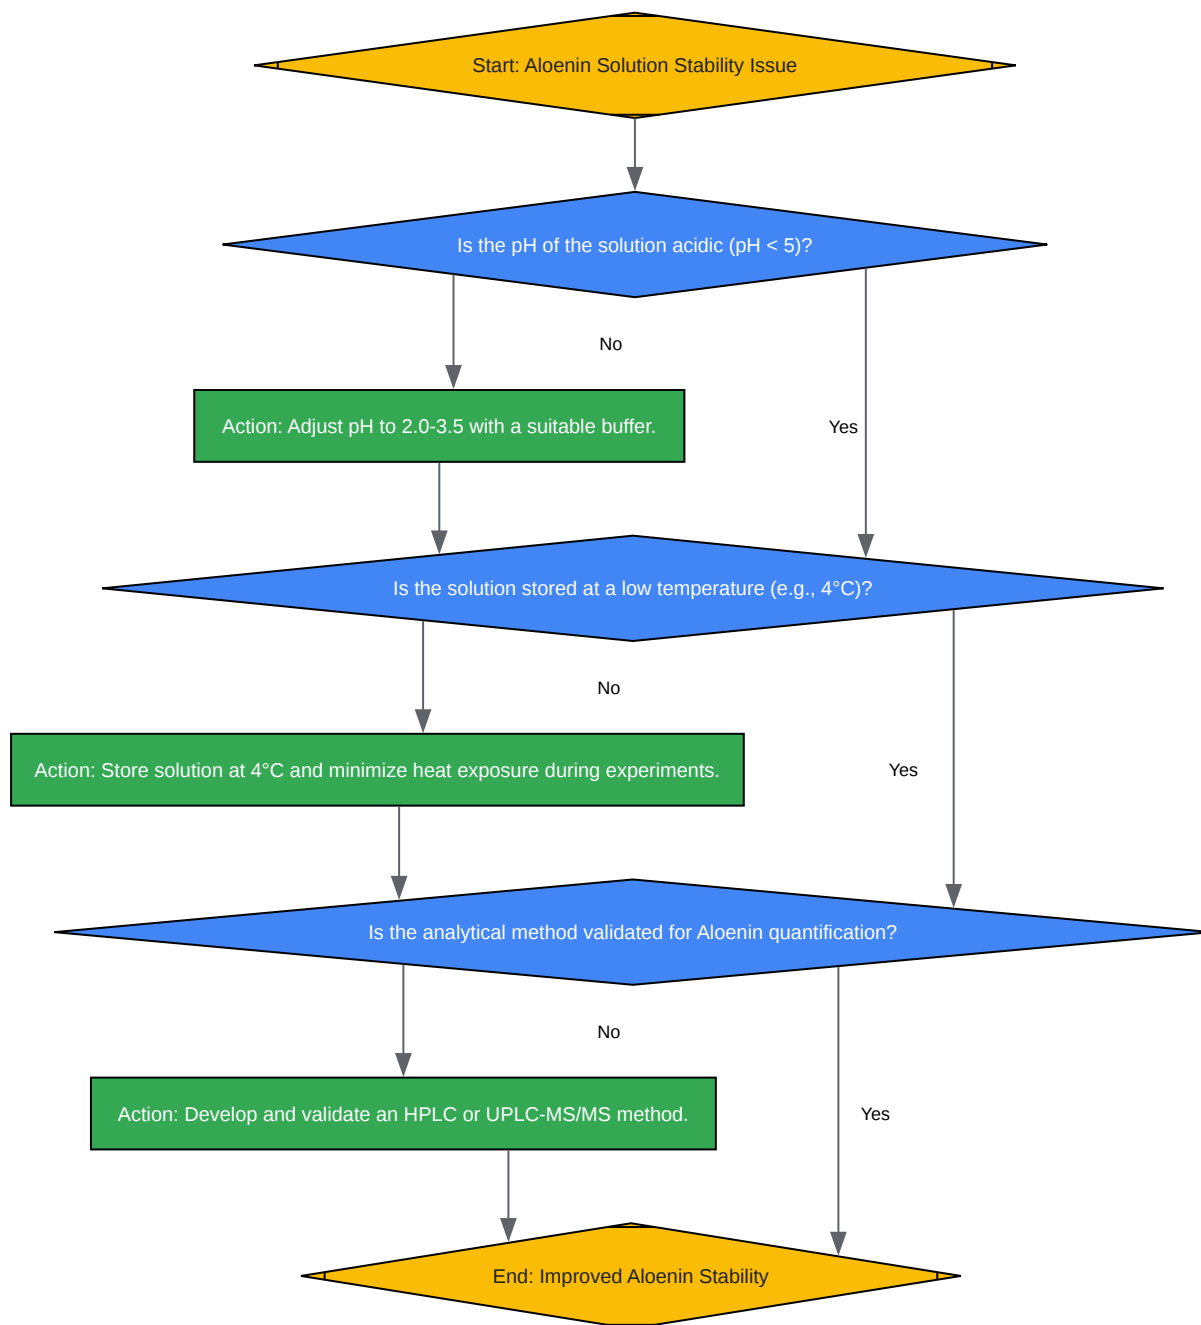 Start: Aloenin Solution Stability Issue
Is the pH of the solution acidic (pH < 5)?
No
Action: Adjust pH to 2.0-3.5 with a suitable buffer.
Yes
Is the solution stored at a low temperature (e.g., 4°C)?
No
Action: Store solution at 4°C and minimize heat exposure during experiments.
Yes
Is the analytical method validated for Aloenin quantification?
No
Action: Develop and validate an HPLC or UPLC-MS/MS method.
Yes
End: Improved Aloenin Stability